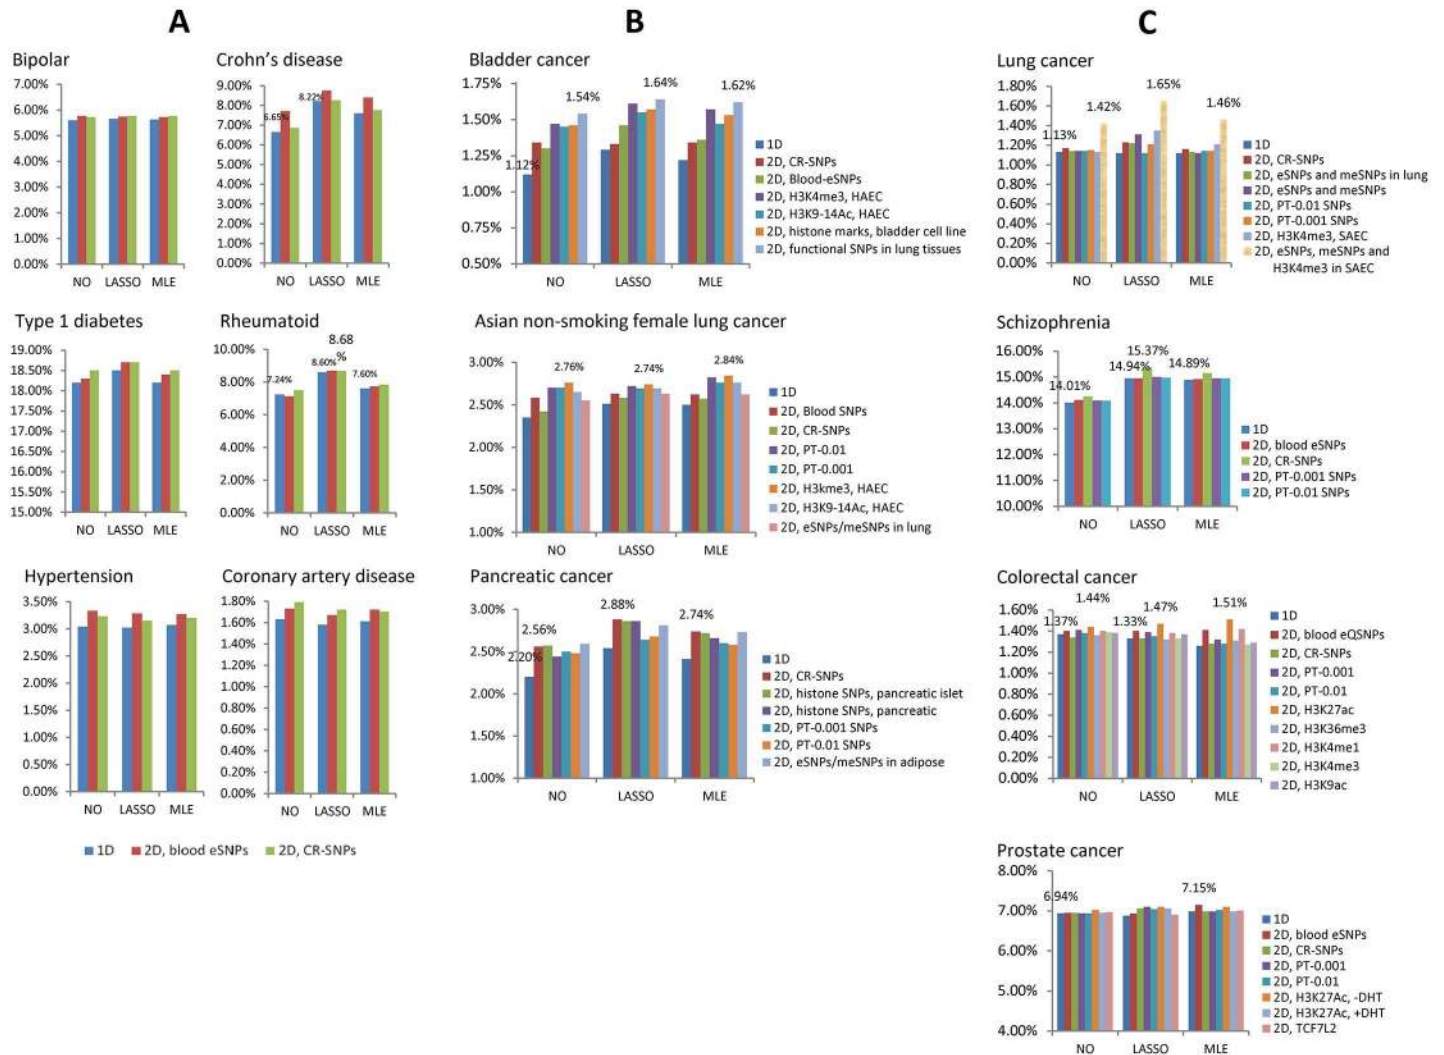 A
B
C
Bipolar
7.00%
6.00%
5.00%
4.00%
3.00%
2.00%
1.00%
0.00%
NO LASSO MLE
Crohn's disease
9.00%
8.00%
7.00%
6.00%
5.00%
4.00%
3.00%
2.00%
1.00%
0.00%
6.65%
8.22%
NO LASSO MLE
Type 1 diabetes
19.00%
18.50%
18.00%
17.50%
17.00%
16.50%
16.00%
15.50%
15.00%
NO LASSO MLE
Rheumatoid
10.00%
8.00%
6.00%
4.00%
2.00%
0.00%
7.24%
8.60%
8.68
%
7.60%
NO LASSO MLE
Hypertension
3.50%
3.00%
2.50%
2.00%
1.50%
1.00%
0.50%
0.00%
NO LASSO MLE
Coronary artery disease
1.80%
1.60%
1.40%
1.20%
1.00%
0.80%
0.60%
0.40%
0.20%
0.00%
NO LASSO MLE
1D 2D, blood eSNPs 2D, CR-SNPs
Bladder cancer
1.75%
1.50%
1.25%
1.00%
0.75%
0.50%
1.12%
1.54%
1.64%
1.62%
NO LASSO MLE
1D
2D, CR-SNPs
2D, Blood-eSNPs
2D, H3K4me3, HAEC
2D, H3K9-14Ac, HAEC
2D, histone marks, bladder cell line
2D, functional SNPs in lung tissues
Asian non-smoking female lung cancer
3.00%
2.50%
2.00%
1.50%
1.00%
2.76%
2.74%
2.84%
NO LASSO MLE
1D
2D, Blood SNPs
2D, CR-SNPs
2D, PT-0.01
2D, PT-0.001
2D, H3kme3, HAEC
2D, H3K9-14Ac, HAEC
2D, eSNPs/meSNPs in lung
Pancreatic cancer
3.00%
2.50%
2.00%
1.50%
1.00%
2.20%
2.56%
2.88%
2.74%
NO LASSO MLE
1D
2D, CR-SNPs
2D, histone SNPs, pancreatic islet
2D, histone SNPs, pancreatic
2D, PT-0.001 SNPs
2D, PT-0.01 SNPs
2D, eSNPs/meSNPs in adipose
Lung cancer
1.80%
1.60%
1.40%
1.20%
1.00%
0.80%
0.60%
0.40%
0.20%
0.00%
1.13%
1.42%
1.65%
1.46%
NO LASSO MLE
1D
2D, CR-SNPs
2D, eSNPs and meSNPs in lung
2D, eSNPs and meSNPs
2D, PT-0.01 SNPs
2D, PT-0.001 SNPs
2D, H3K4me3, SAEC
2D, eSNPs, meSNPs and
H3K4me3 in SAEC
Schizophrenia
16.00%
15.00%
14.00%
13.00%
12.00%
11.00%
10.00%
14.01%
14.94%
15.37%
14.89%
NO LASSO MLE
1D
2D, blood eSNPs
2D, CR-SNPs
2D, PT-0.001 SNPs
2D, PT-0.01 SNPs
Colorectal cancer
1.60%
1.40%
1.20%
1.00%
0.80%
0.60%
0.40%
0.20%
0.00%
1.37%
1.44%
1.33%
1.47%
1.51%
NO LASSO MLE
1D
2D, blood eQSNPs
2D, CR-SNPs
2D, PT-0.001
2D, PT-0.01
2D, H3K27ac
2D, H3K36me3
2D, H3K4me1
2D, H3K4me3
2D, H3K9ac
Prostate cancer
8.00%
7.00%
6.00%
5.00%
4.00%
6.94%
7.15%
NO LASSO MLE
1D
2D, blood eSNPs
2D, CR-SNPs
2D, PT-0.001
2D, PT-0.01
2D, H3K27Ac, -DHT
2D, H3K27Ac, +DHT
2D, TCF7L2